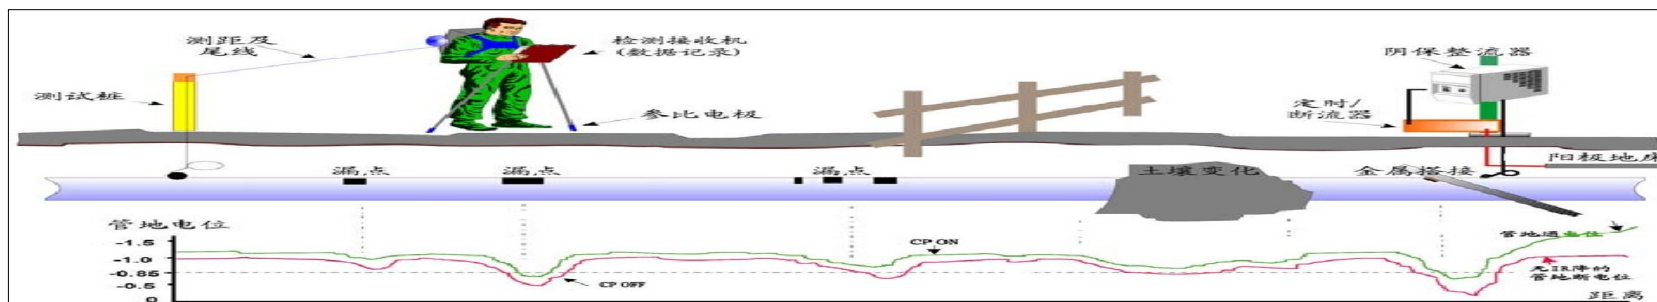 测距及
尾线
检测接收机
(数据记录)
阴保整流器
测试桩
参比电极
定时/
断流器
阳极地床
漏点
漏点
漏点
土壤变化
金属搭接
管地电位
-1.5
-1.0
-0.85
-0.5
0
CP ON
CP OFF
管地通电位
无IR降的
管地断电位
距离